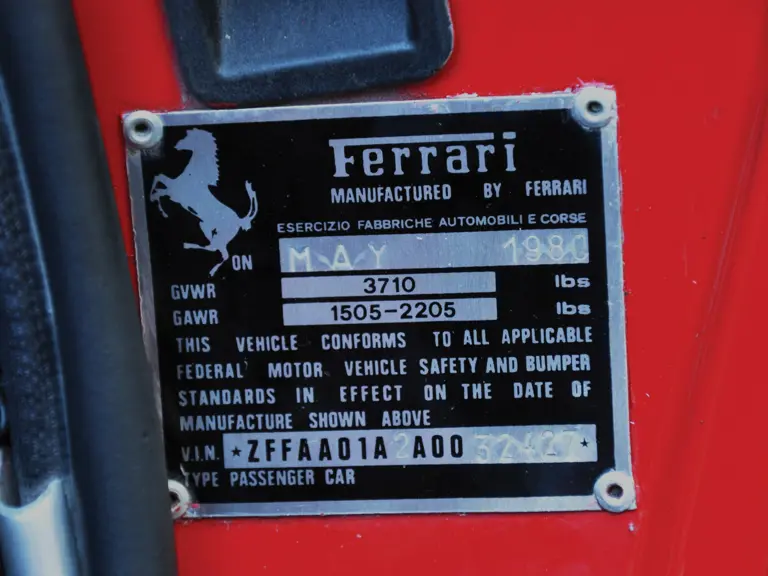 Ferrari
MANUFACTURED BY FERRARI
ESERCIZIO FABBRICHE AUTOMOBILI E CORSE
ON MAY 1980
GVWR 3710 lbs
GAWR 1505-2205 lbs
THIS VEHICLE CONFORMS TO ALL APPLICABLE
FEDERAL MOTOR VEHICLE SAFETY AND BUMPER
STANDARDS IN EFFECT ON THE DATE OF
MANUFACTURE SHOWN ABOVE
V.I.N. *ZFFAA01A2A0032427*
TYPE PASSENGER CAR